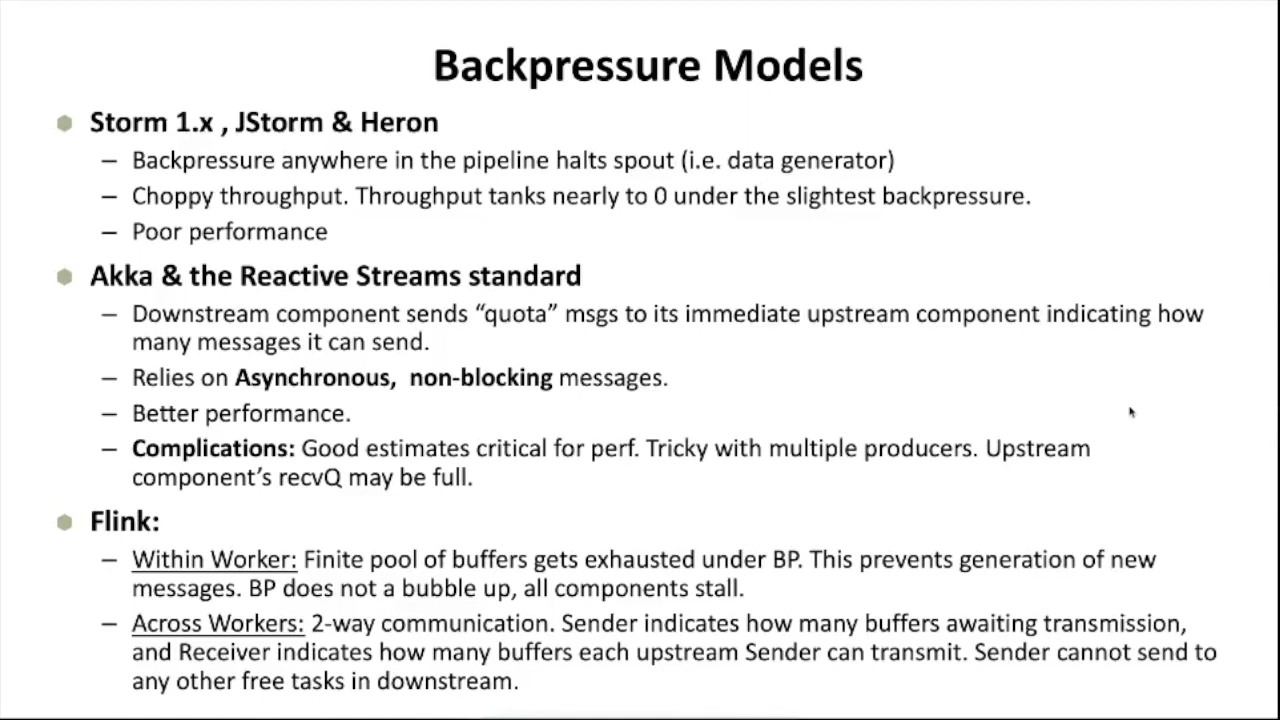 Backpressure Models
Storm 1.x , JStorm & Heron
– Backpressure anywhere in the pipeline halts spout (i.e. data generator)
– Choppy throughput. Throughput tanks nearly to 0 under the slightest backpressure.
– Poor performance
Akka & the Reactive Streams standard
– Downstream component sends “quota” msgs to its immediate upstream component indicating how
many messages it can send.
– Relies on Asynchronous,  non-blocking messages.
– Better performance.
– Complications: Good estimates critical for perf. Tricky with multiple producers. Upstream
component’s recvQ may be full.
Flink:
– Within Worker: Finite pool of buffers gets exhausted under BP. This prevents generation of new
messages. BP does not a bubble up, all components stall.
– Across Workers: 2-way communication. Sender indicates how many buffers awaiting transmission,
and Receiver indicates how many buffers each upstream Sender can transmit. Sender cannot send to
any other free tasks in downstream.